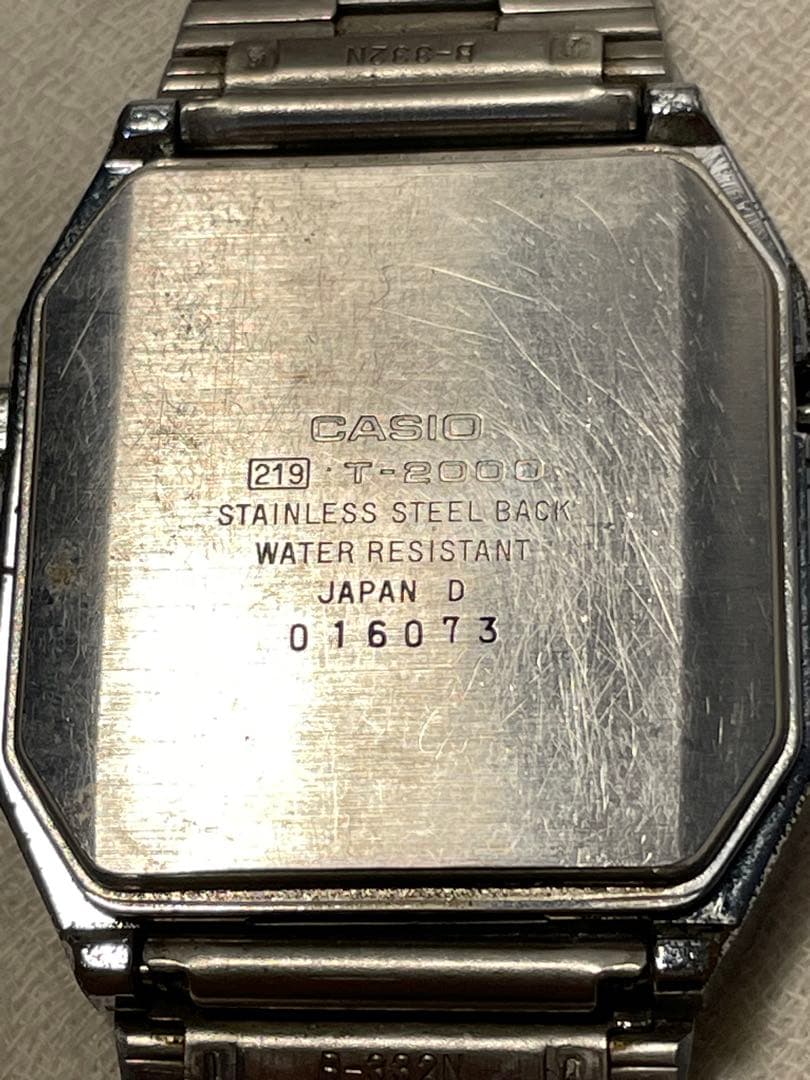 B-332N
CASIO
219 · T-2000
STAINLESS STEEL BACK
WATER RESISTANT
JAPAN D
016073
B-332N